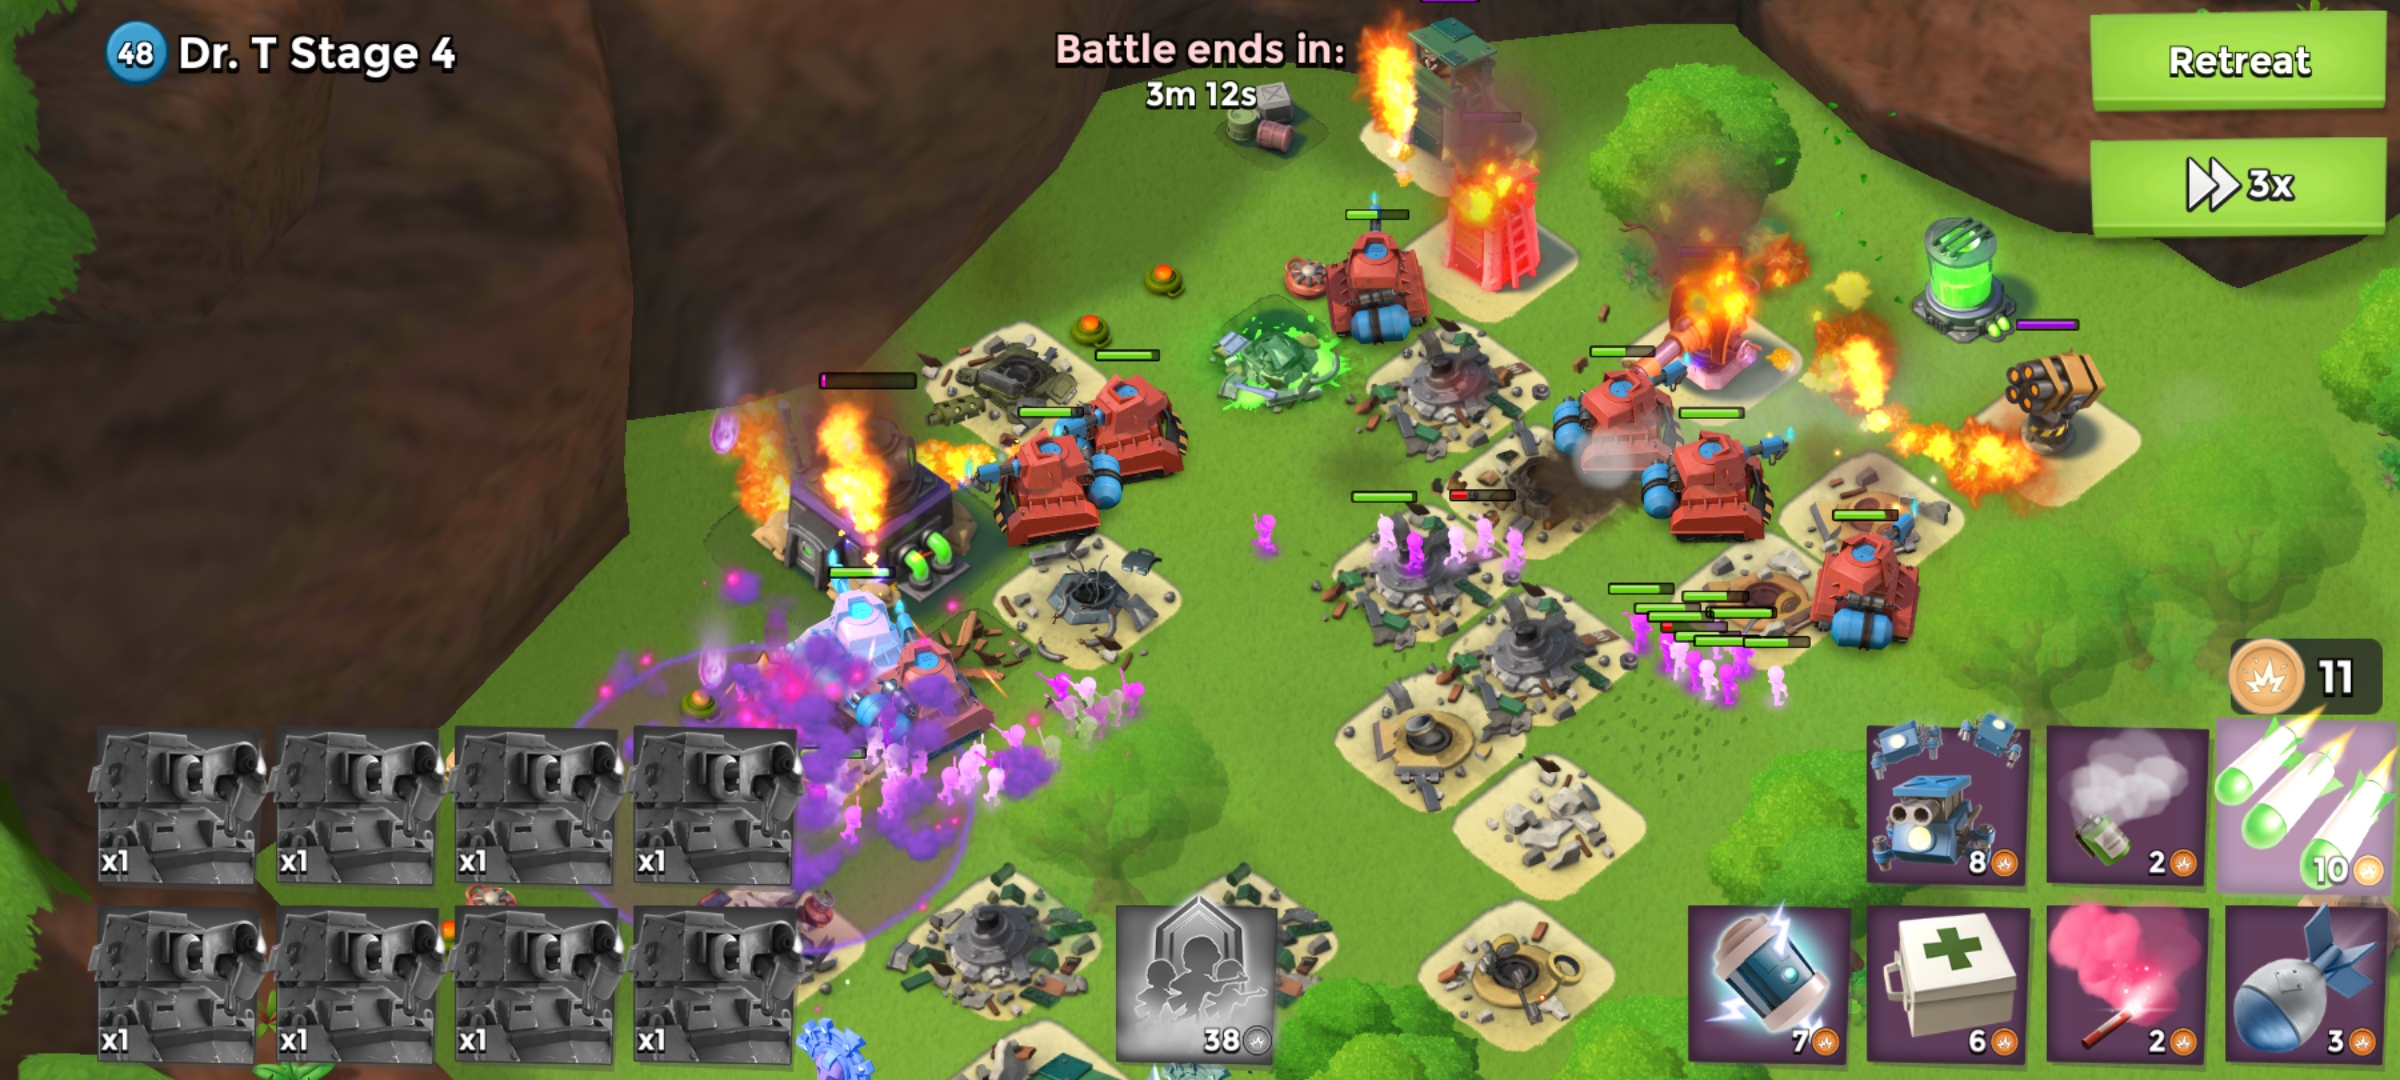 48 Dr. T Stage 4
Battle ends in:
3m 12s
Retreat
3x
11
x1 x1 x1 x1
8 2 10
x1 x1 x1 x1
38
7 6 2 3